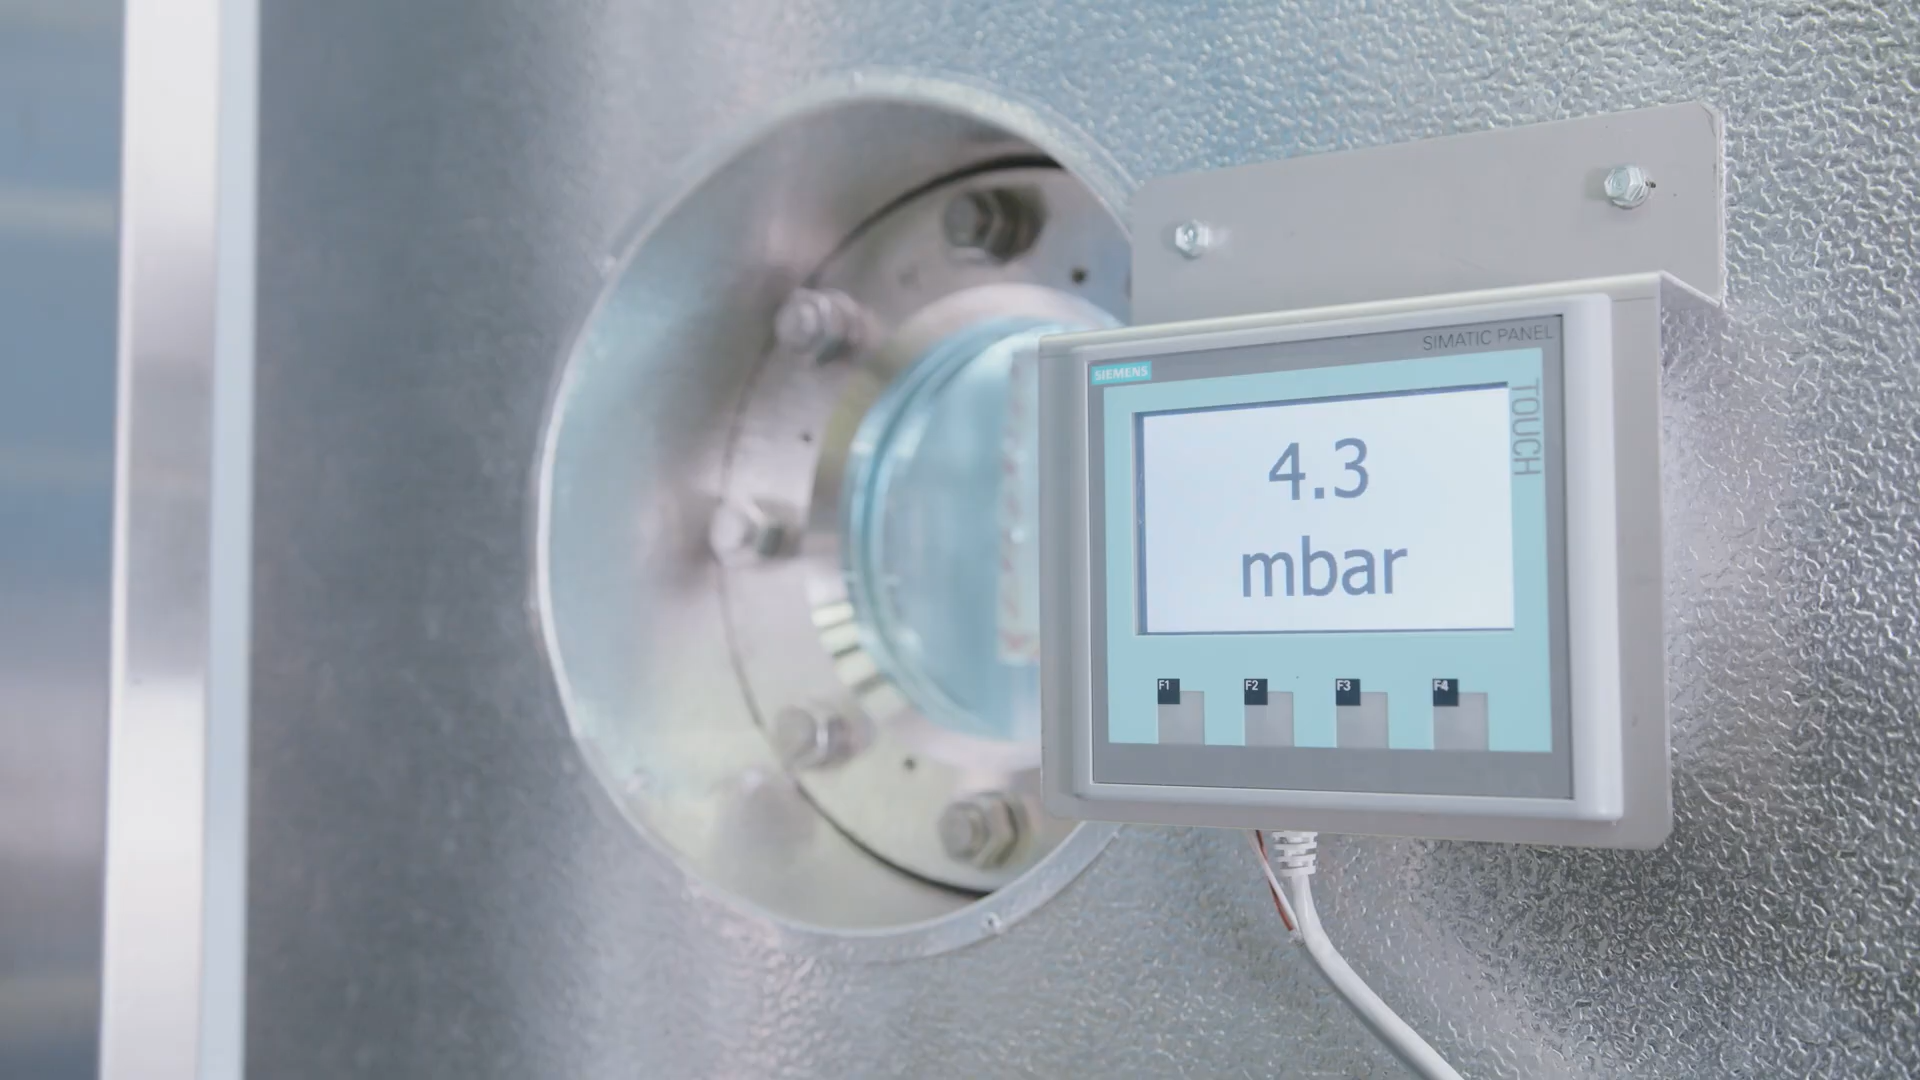 SIMATIC PANEL
SIEMENS
TOUCH
4.3
mbar
F1 F2 F3 F4